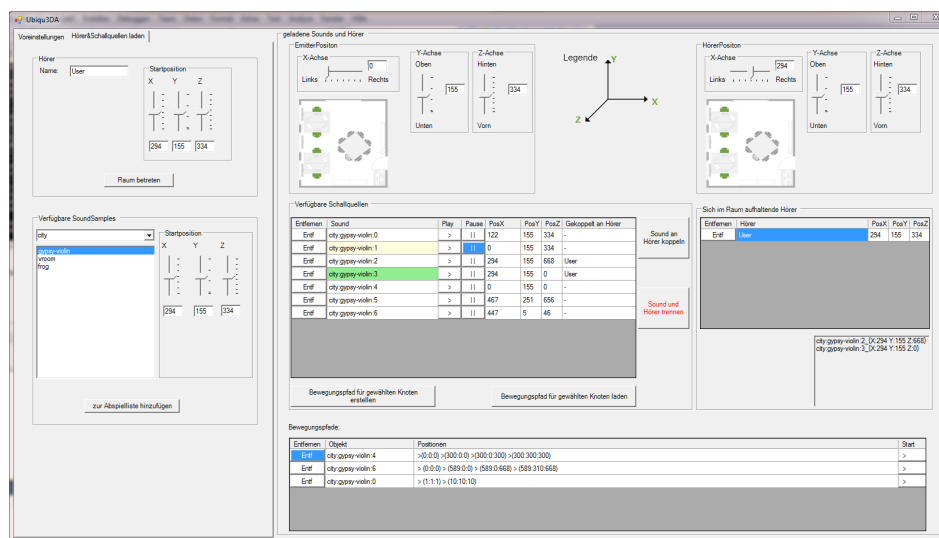 Ubiqu3DA
Voreinstellungen Hörer&Schallquellen laden
Hörer
Name: User
Startposition
X Y Z
294 155 334
Raum betreten
Verfügbare SoundSamples
city
gypsy-violin
vroom
frog
Startposition
X Y Z
294 155 334
zur Abspielliste hinzufügen
geladene Sounds und Hörer
EmitterPositon
X-Achse
0
Links Rechts
Y-Achse
Oben
155
Unten
Z-Achse
Hinten
334
Vorn
Legende
Y
X
Z
HörerPositon
X-Achse
294
Links Rechts
Y-Achse
Oben
155
Unten
Z-Achse
Hinten
334
Vorn
Verfügbare Schallquellen
Entfernen Sound Play Pause PosX PosY PosZ Gekoppelt an Hörer
Entf city:gypsy-violin:0 > || 122 155 334 -
Entf city:gypsy-violin:1 > || 0 155 334 -
Entf city:gypsy-violin:2 > || 294 155 668 User
Entf city:gypsy-violin:3 > || 294 155 0 User
Entf city:gypsy-violin:4 > || 0 155 0 -
Entf city:gypsy-violin:5 > || 467 251 656 -
Entf city:gypsy-violin:6 > || 447 5 46 -
Sound an
Hörer koppeln
Sound und
Hörer trennen
Sich im Raum aufhaltende Hörer
Entfernen Hörer PosX PosY PosZ
Entf User 294 155 334
city:gypsy-violin:2_{X:294 Y:155 Z:668}
city:gypsy-violin:3_{X:294 Y:155 Z:0}
Bewegungspfad für gewählten Knoten
erstellen
Bewegungspfad für gewählten Knoten laden
Bewegungspfade:
Entfernen Objekt Positionen Start
Entf city:gypsy-violin:4 >(0:0:0) >(300:0:0) >(300:0:300) >(300:300:300) >
Entf city:gypsy-violin:6 > (0:0:0) > (589:0:0) > (589:0:668) > (589:310:668) >
Entf city:gypsy-violin:0 > (1:1:1) > (10:10:10) >